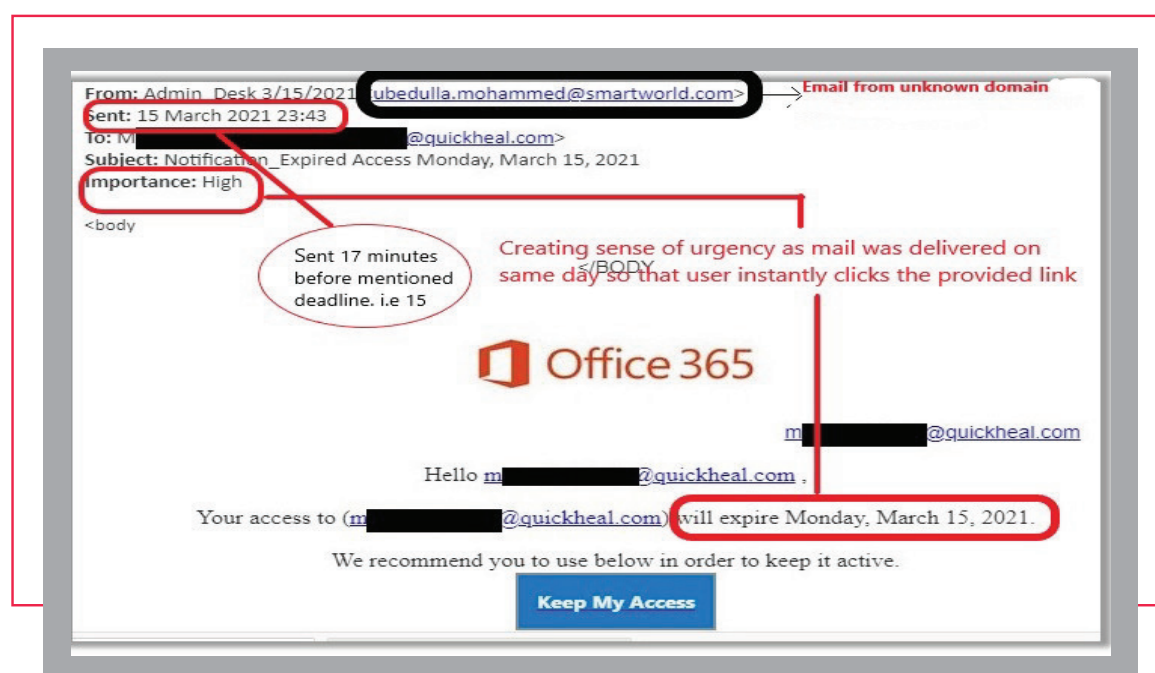 From: Admin_Desk 3/15/2021 <ubedulla.mohammed@smartworld.com>
Email from unknown domain
Sent: 15 March 2021 23:43
To: M @quickheal.com>
Subject: Notification_Expired Access Monday, March 15, 2021
Importance: High
<body
Sent 17 minutes
before mentioned
deadline. i.e 15
Creating sense of urgency as mail was delivered on
</BODY
same day so that user instantly clicks the provided link
Office 365
m @quickheal.com
Hello m @quickheal.com ,
Your access to (m @quickheal.com) will expire Monday, March 15, 2021.
We recommend you to use below in order to keep it active.
Keep My Access